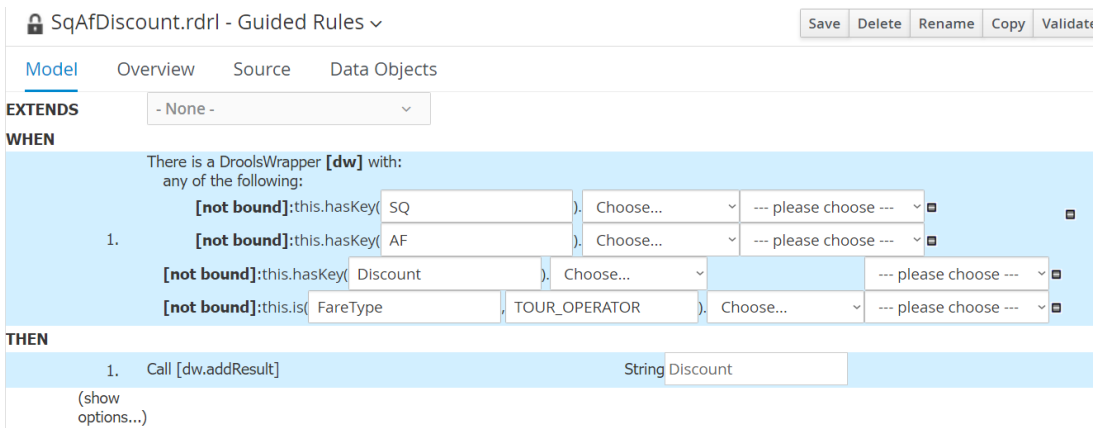 SqAfDiscount.rdrl - Guided Rules
Save Delete Rename Copy Validate
Model Overview Source Data Objects
EXTENDS - None -
WHEN
There is a DroolsWrapper [dw] with:
any of the following:
[not bound]:this.hasKey( SQ ). Choose... --- please choose ---
1. [not bound]:this.hasKey( AF ). Choose... --- please choose ---
[not bound]:this.hasKey( Discount ). Choose... --- please choose ---
[not bound]:this.is( FareType , TOUR_OPERATOR ). Choose... --- please choose ---
THEN
1. Call [dw.addResult] String Discount
(show
options...)